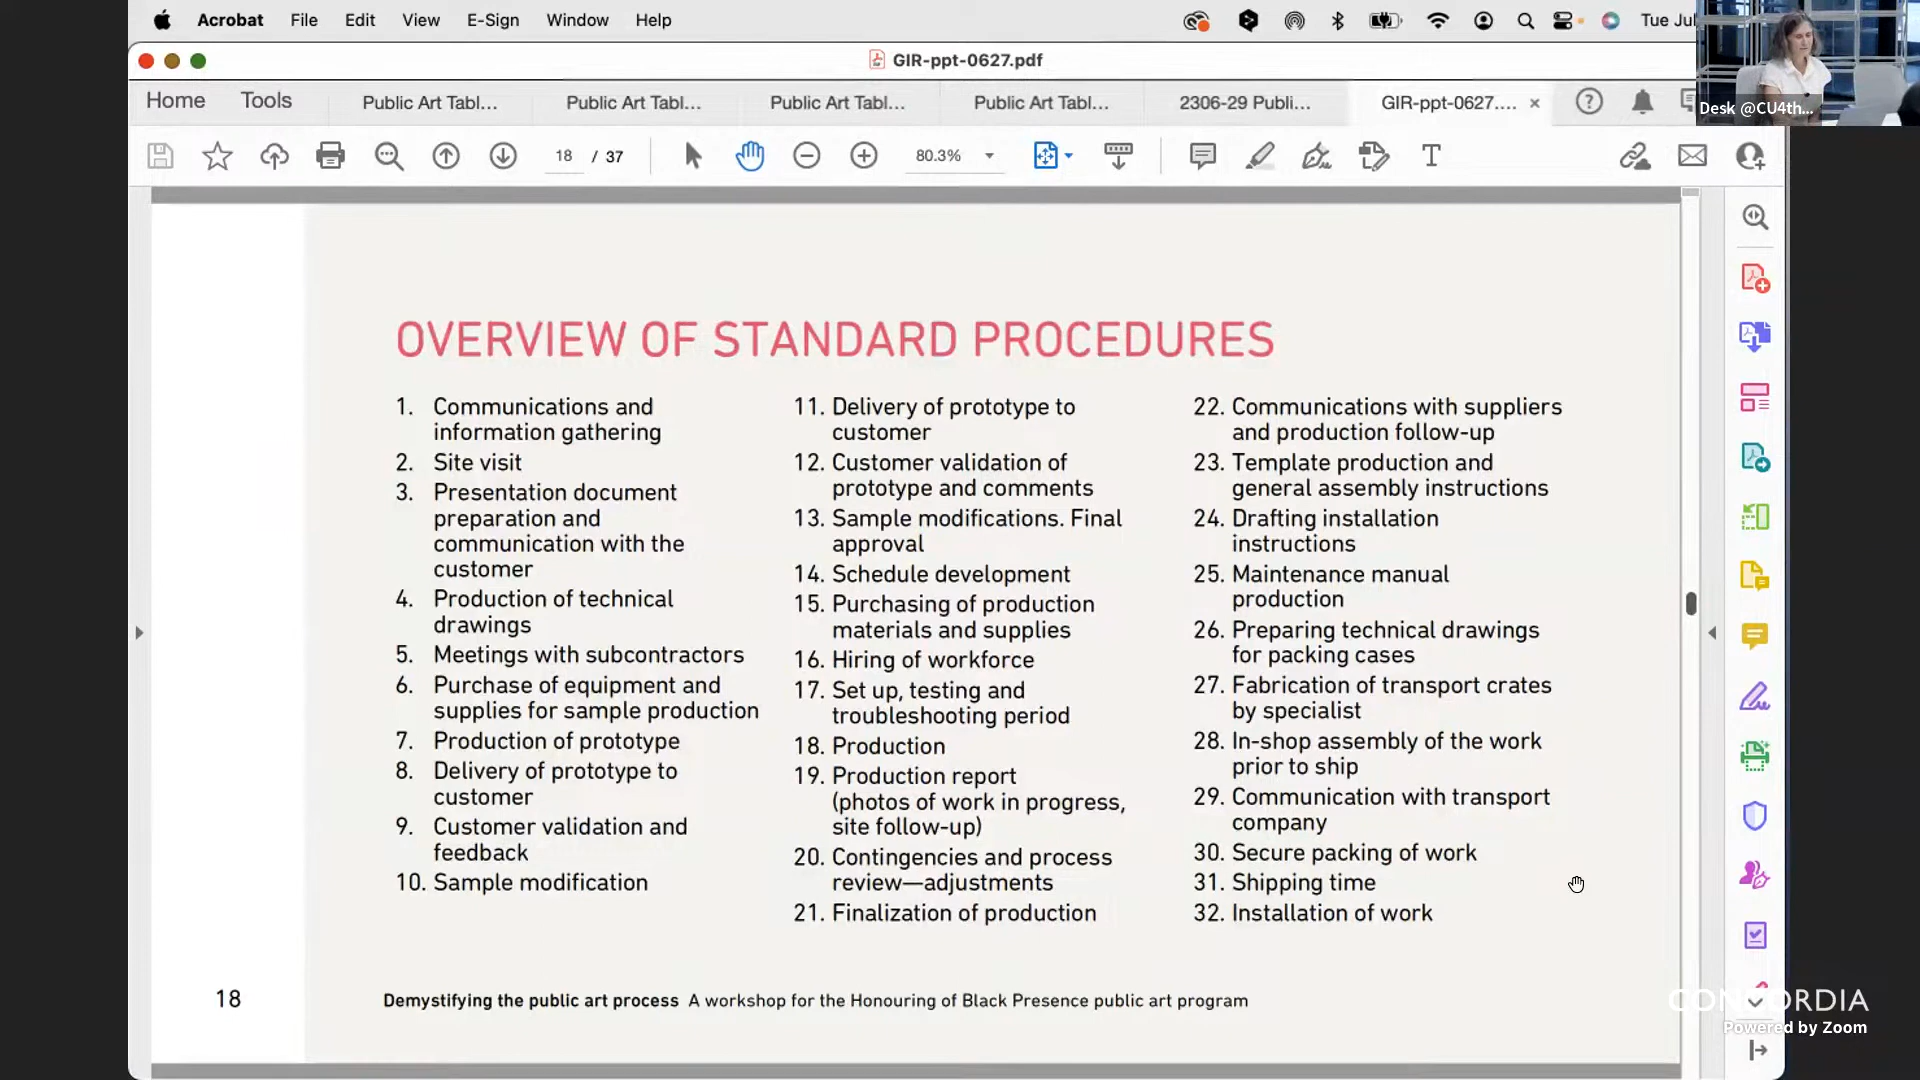 Acrobat File Edit View E-Sign Window Help Tue Jul
GIR-ppt-0627.pdf
Home Tools Public Art Tabl... Public Art Tabl... Public Art Tabl... Public Art Tabl... 2306-29 Publi... GIR-ppt-0627....
Desk @CU4th...
18 / 37 80.3%
OVERVIEW OF STANDARD PROCEDURES
1. Communications and
information gathering
2. Site visit
3. Presentation document
preparation and
communication with the
customer
4. Production of technical
drawings
5. Meetings with subcontractors
6. Purchase of equipment and
supplies for sample production
7. Production of prototype
8. Delivery of prototype to
customer
9. Customer validation and
feedback
10. Sample modification
11. Delivery of prototype to
customer
12. Customer validation of
prototype and comments
13. Sample modifications. Final
approval
14. Schedule development
15. Purchasing of production
materials and supplies
16. Hiring of workforce
17. Set up, testing and
troubleshooting period
18. Production
19. Production report
(photos of work in progress,
site follow-up)
20. Contingencies and process
review—adjustments
21. Finalization of production
22. Communications with suppliers
and production follow-up
23. Template production and
general assembly instructions
24. Drafting installation
instructions
25. Maintenance manual
production
26. Preparing technical drawings
for packing cases
27. Fabrication of transport crates
by specialist
28. In-shop assembly of the work
prior to ship
29. Communication with transport
company
30. Secure packing of work
31. Shipping time
32. Installation of work
18
Demystifying the public art process A workshop for the Honouring of Black Presence public art program
CONCORDIA
Powered by Zoom